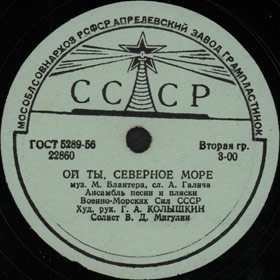 МОСОБЛСОВНАРХОЗ РСФСР. АПРЕЛЕВСКИЙ ЗАВОД ГРАМПЛАСТИНОК
СССР
ГОСТ 5289-56 Вторая гр.
22860 3-00
ОЙ ТЫ, СЕВЕРНОЕ МОРЕ
муз. М. Блантера, сл. А. Галича
Ансамбль песни и пляски
Военно-Морских Сил СССР
Худ. рук. Г. А. КОЛЫШКИН
Солист В. Д. Мигулин